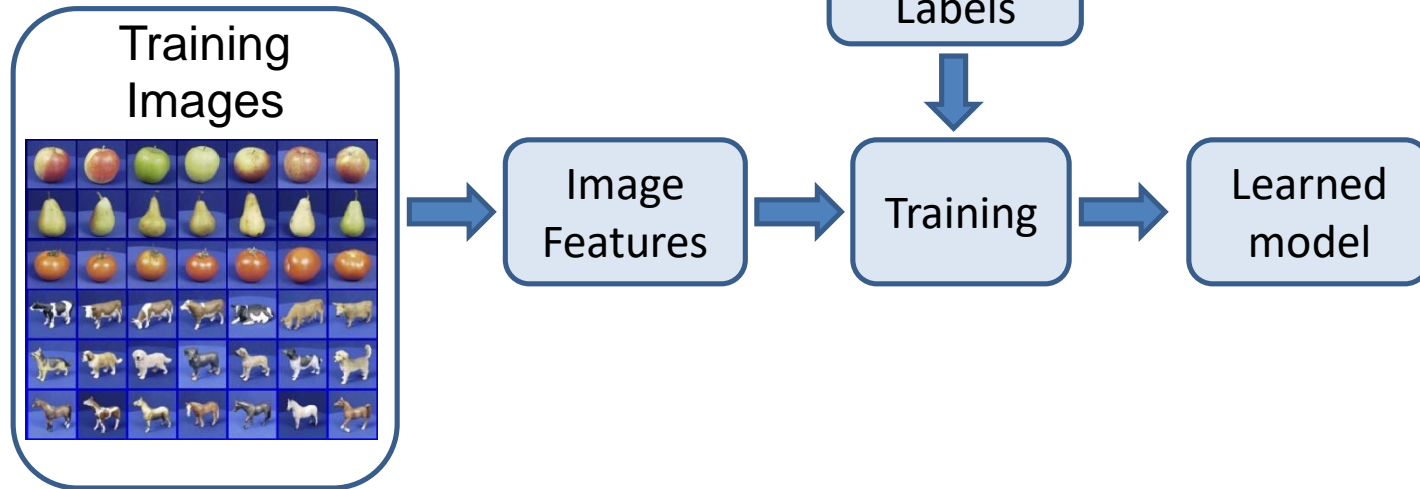 Training
Images
Labels
Image
Features
Training
Learned
model